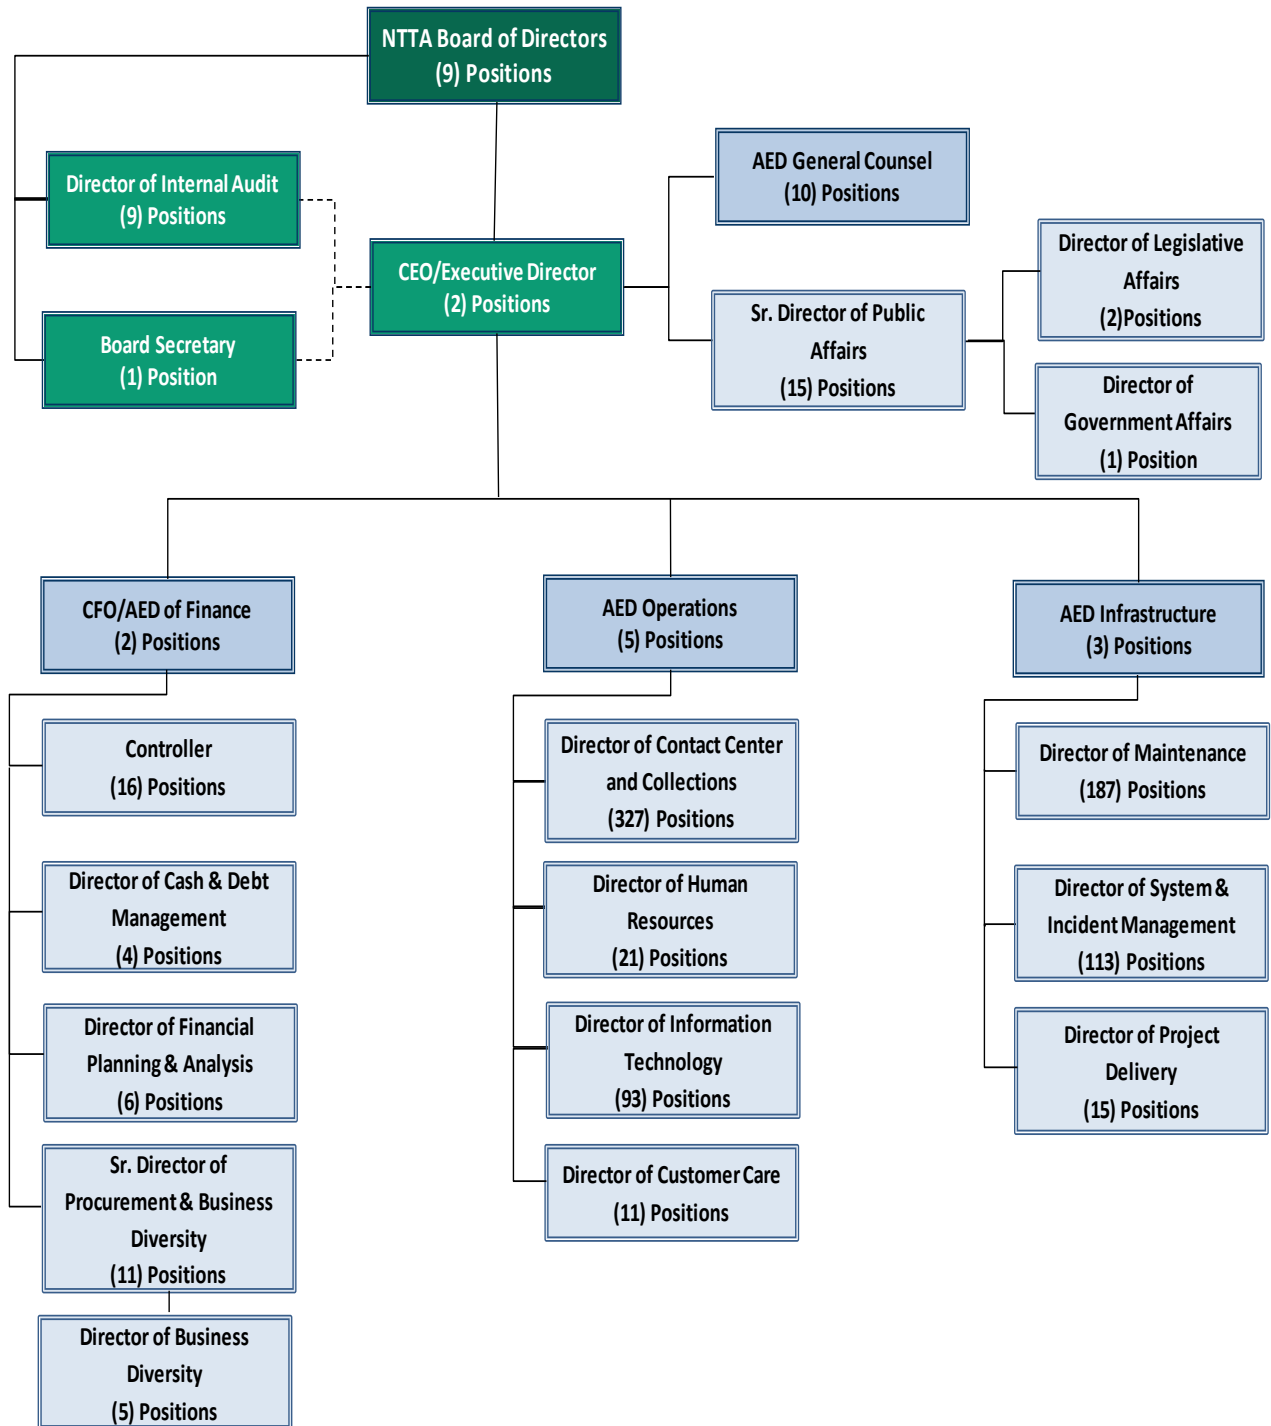 NTTA Board of Directors
(9) Positions
Director of Internal Audit
(9) Positions
AED General Counsel
(10) Positions
CEO/Executive Director
(2) Positions
Director of Legislative
Affairs
(2)Positions
Board Secretary
(1) Position
Sr. Director of Public
Affairs
(15) Positions
Director of
Government Affairs
(1) Position
CFO/AED of Finance
(2) Positions
AED Operations
(5) Positions
AED Infrastructure
(3) Positions
Controller
(16) Positions
Director of Cash & Debt
Management
(4) Positions
Director of Financial
Planning & Analysis
(6) Positions
Sr. Director of
Procurement & Business
Diversity
(11) Positions
Director of Business
Diversity
(5) Positions
Director of Contact Center
and Collections
(327) Positions
Director of Human
Resources
(21) Positions
Director of Information
Technology
(93) Positions
Director of Customer Care
(11) Positions
Director of Maintenance
(187) Positions
Director of System &
Incident Management
(113) Positions
Director of Project
Delivery
(15) Positions